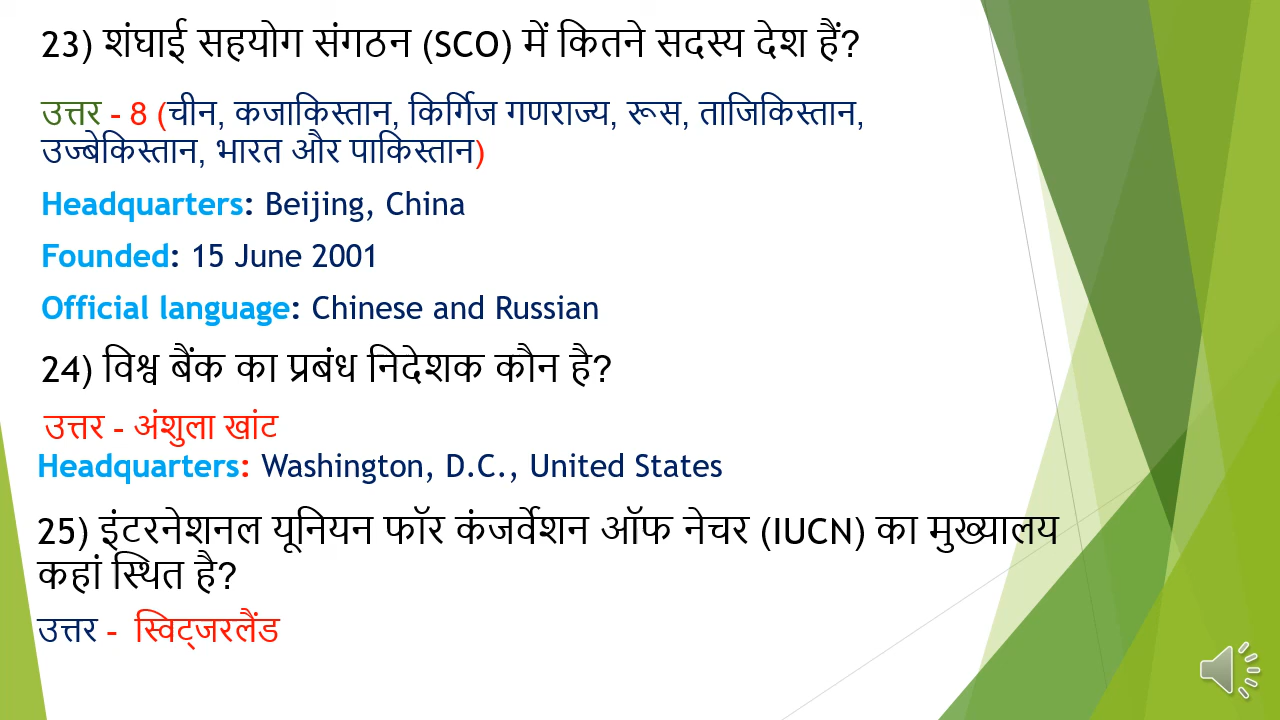 23) शंघाई सहयोग संगठन (SCO) में कितने सदस्य देश हैं?
उत्तर - 8 (चीन, कजाकिस्तान, किर्गिज गणराज्य, रूस, ताजिकिस्तान,
उज्बेकिस्तान, भारत और पाकिस्तान)
Headquarters: Beijing, China
Founded: 15 June 2001
Official language: Chinese and Russian
24) विश्व बैंक का प्रबंध निदेशक कौन है?
उत्तर - अंशुला खांट
Headquarters: Washington, D.C., United States
25) इंटरनेशनल यूनियन फॉर कंजर्वेशन ऑफ नेचर (IUCN) का मुख्यालय
कहां स्थित है?
उत्तर - स्विट्जरलैंड